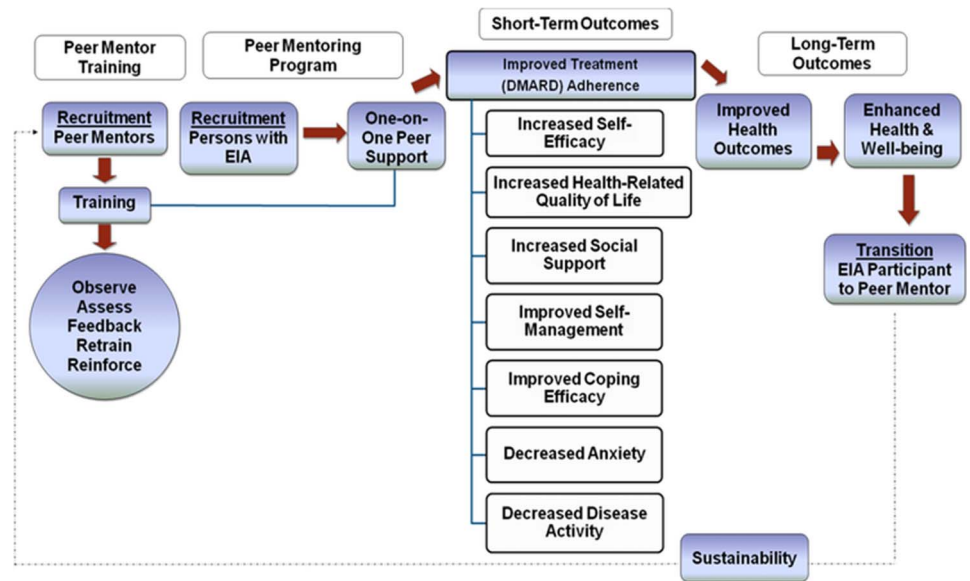 Peer Mentor
Training
Peer Mentoring
Program
Short-Term Outcomes
Long-Term
Outcomes
Recruitment
Peer Mentors
Training
Observe
Assess
Feedback
Retrain
Reinforce
Recruitment
Persons with
EIA
One-on-
One Peer
Support
Improved Treatment
(DMARD) Adherence
Increased Self-
Efficacy
Increased Health-Related
Quality of Life
Increased Social
Support
Improved Self-
Management
Improved Coping
Efficacy
Decreased Anxiety
Decreased Disease
Activity
Improved
Health
Outcomes
Enhanced
Health &
Well-being
Transition
EIA Participant
to Peer Mentor
Sustainability